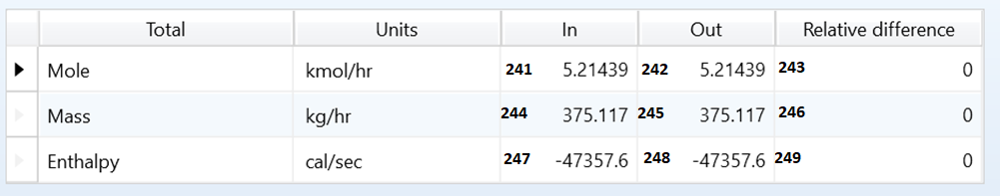 Total Units In Out Relative difference
Mole kmol/hr 241 5.21439 242 5.21439 243 0
Mass kg/hr 244 375.117 245 375.117 246 0
Enthalpy cal/sec 247 -47357.6 248 -47357.6 249 0